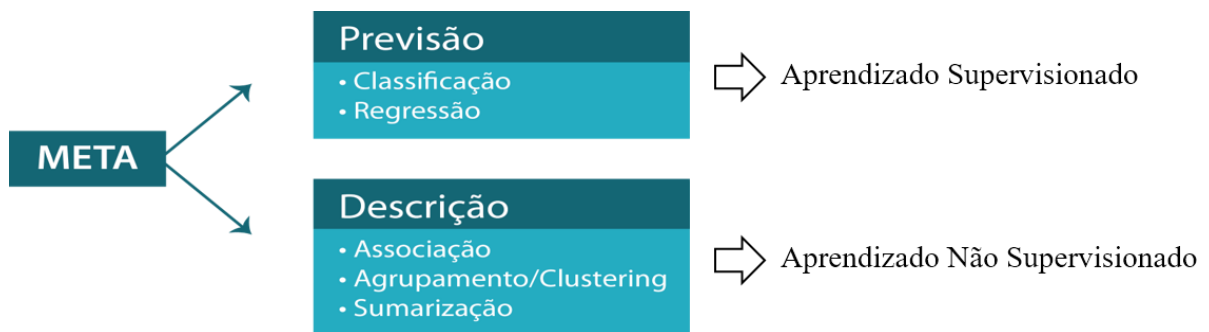 META
Previsão
• Classificação
• Regressão
Aprendizado Supervisionado
Descrição
• Associação
• Agrupamento/Clustering
• Sumarização
Aprendizado Não Supervisionado